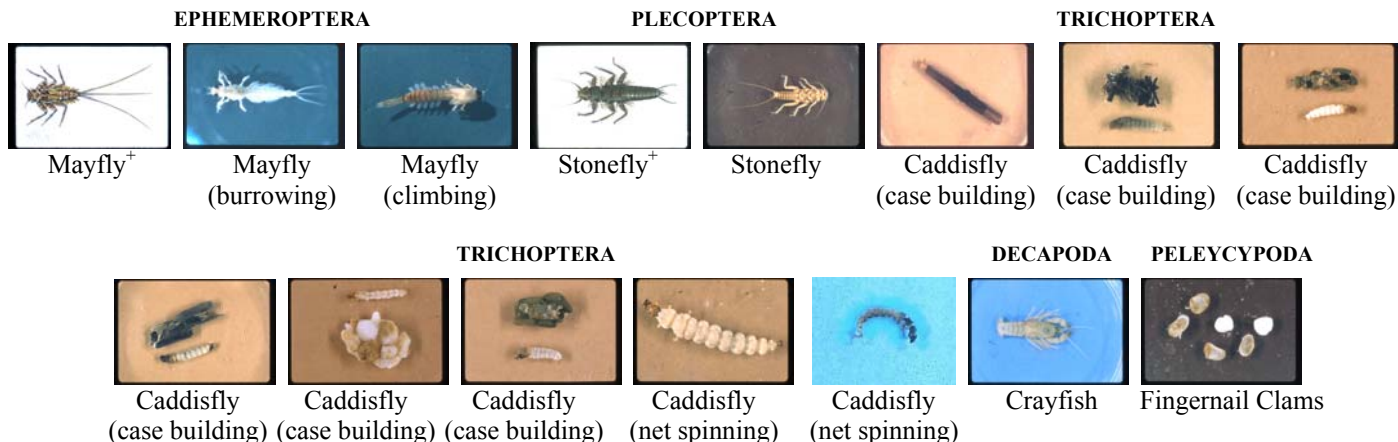 EPHEMEROPTERA PLECOPTERA TRICHOPTERA
Mayfly+ Mayfly Mayfly Stonefly+ Stonefly Caddisfly Caddisfly Caddisfly
(burrowing) (climbing) (case building) (case building) (case building)
TRICHOPTERA DECAPODA PELEYCYPODA
Caddisfly Caddisfly Caddisfly Caddisfly Caddisfly Crayfish Fingernail Clams
(case building) (case building) (case building) (net spinning) (net spinning)